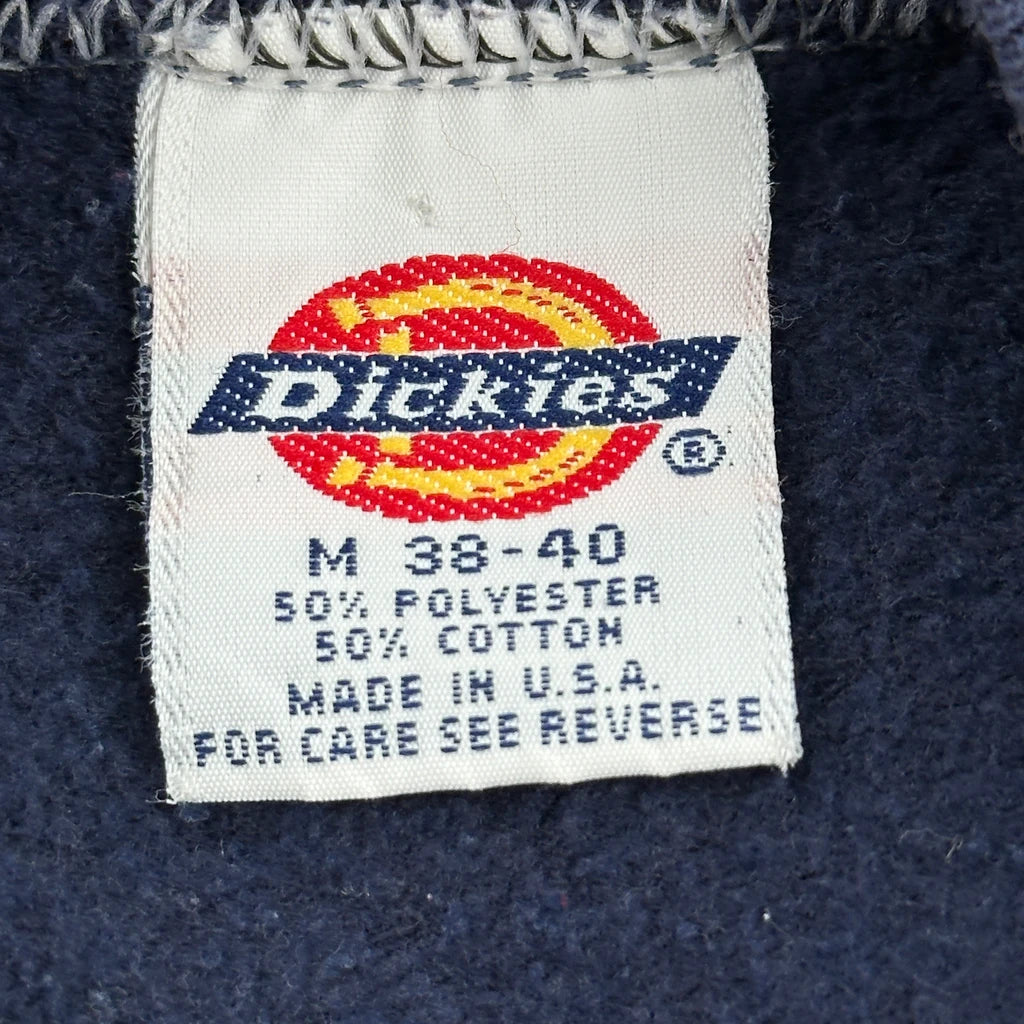 Dickies
®
M 38-40
50% POLYESTER
50% COTTON
MADE IN U.S.A.
FOR CARE SEE REVERSE